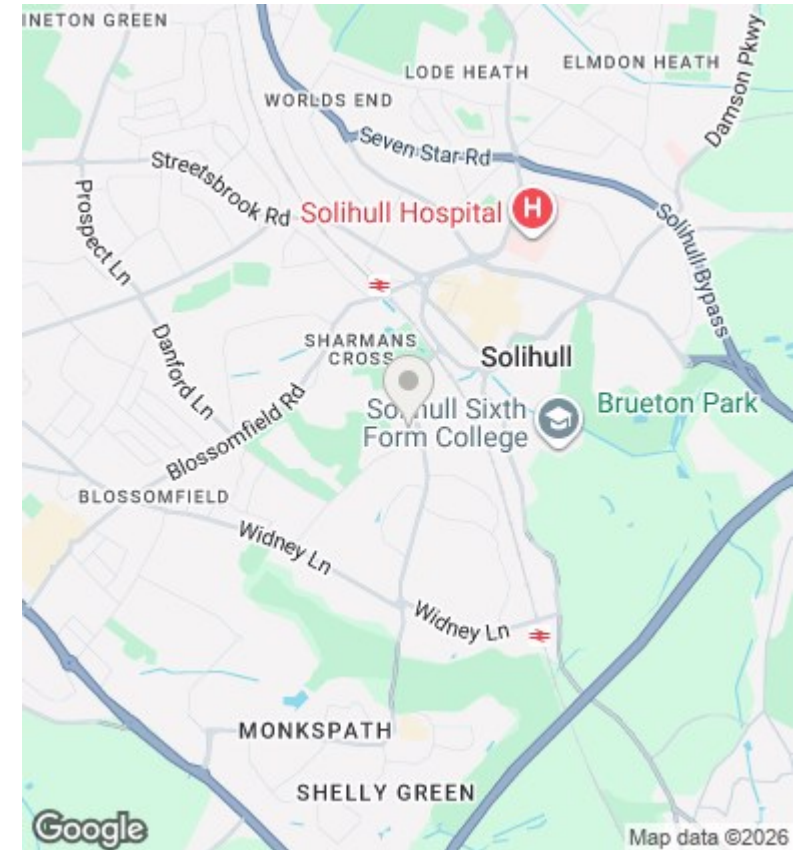 INETON GREEN
LODE HEATH
ELMDON HEATH
Damson Pkwy
WORLDS END
Seven Star Rd
Streetsbrook Rd
Prospect Ln
Solihull Hospital
H
Solihull Bypass
SHARMANS
CROSS
Solihull
Danford Ln
Solihull Sixth
Form College
Brueton Park
Blossomfield Rd
BLOSSOMFIELD
Widney Ln
Widney Ln
MONKSPATH
SHELLY GREEN
Google
Map data ©2026